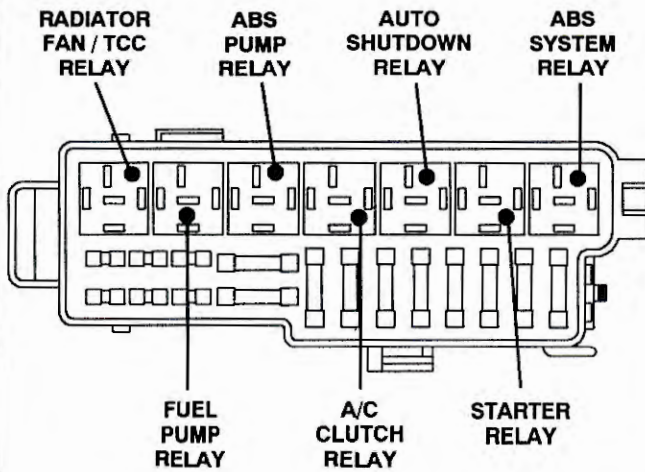 RADIATOR
FAN / TCC
RELAY
ABS
PUMP
RELAY
AUTO
SHUTDOWN
RELAY
ABS
SYSTEM
RELAY
FUEL
PUMP
RELAY
A/C
CLUTCH
RELAY
STARTER
RELAY